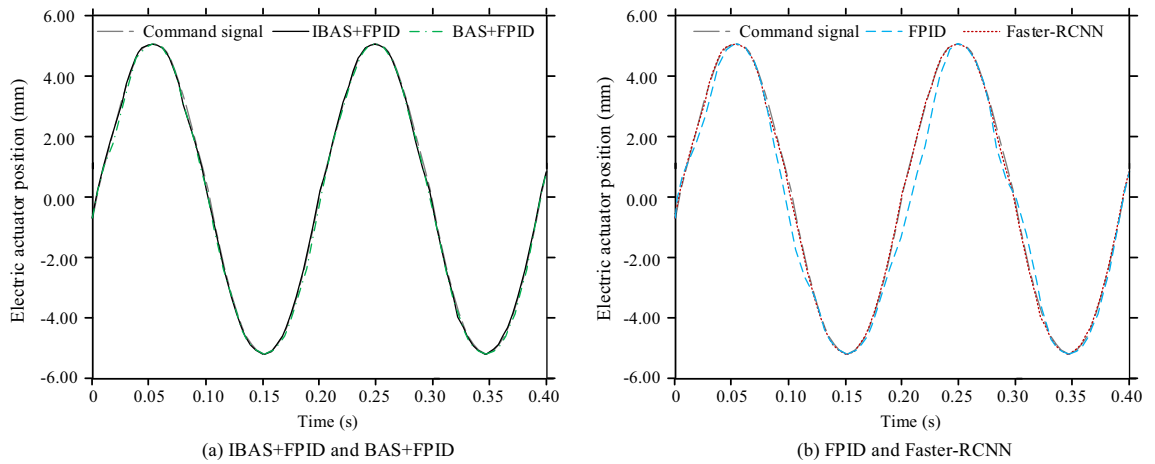 Command signal IBAS+FPID BAS+FPID
6.00
4.00
2.00
0.00
-2.00
-4.00
-6.00
Electric actuator position (mm)
0 0.05 0.10 0.15 0.20 0.25 0.30 0.35 0.40
Time (s)
(a) IBAS+FPID and BAS+FPID
Command signal FPID Faster-RCNN
6.00
4.00
2.00
0.00
-2.00
-4.00
-6.00
Electric actuator position (mm)
0 0.05 0.10 0.15 0.20 0.25 0.30 0.35 0.40
Time (s)
(b) FPID and Faster-RCNN